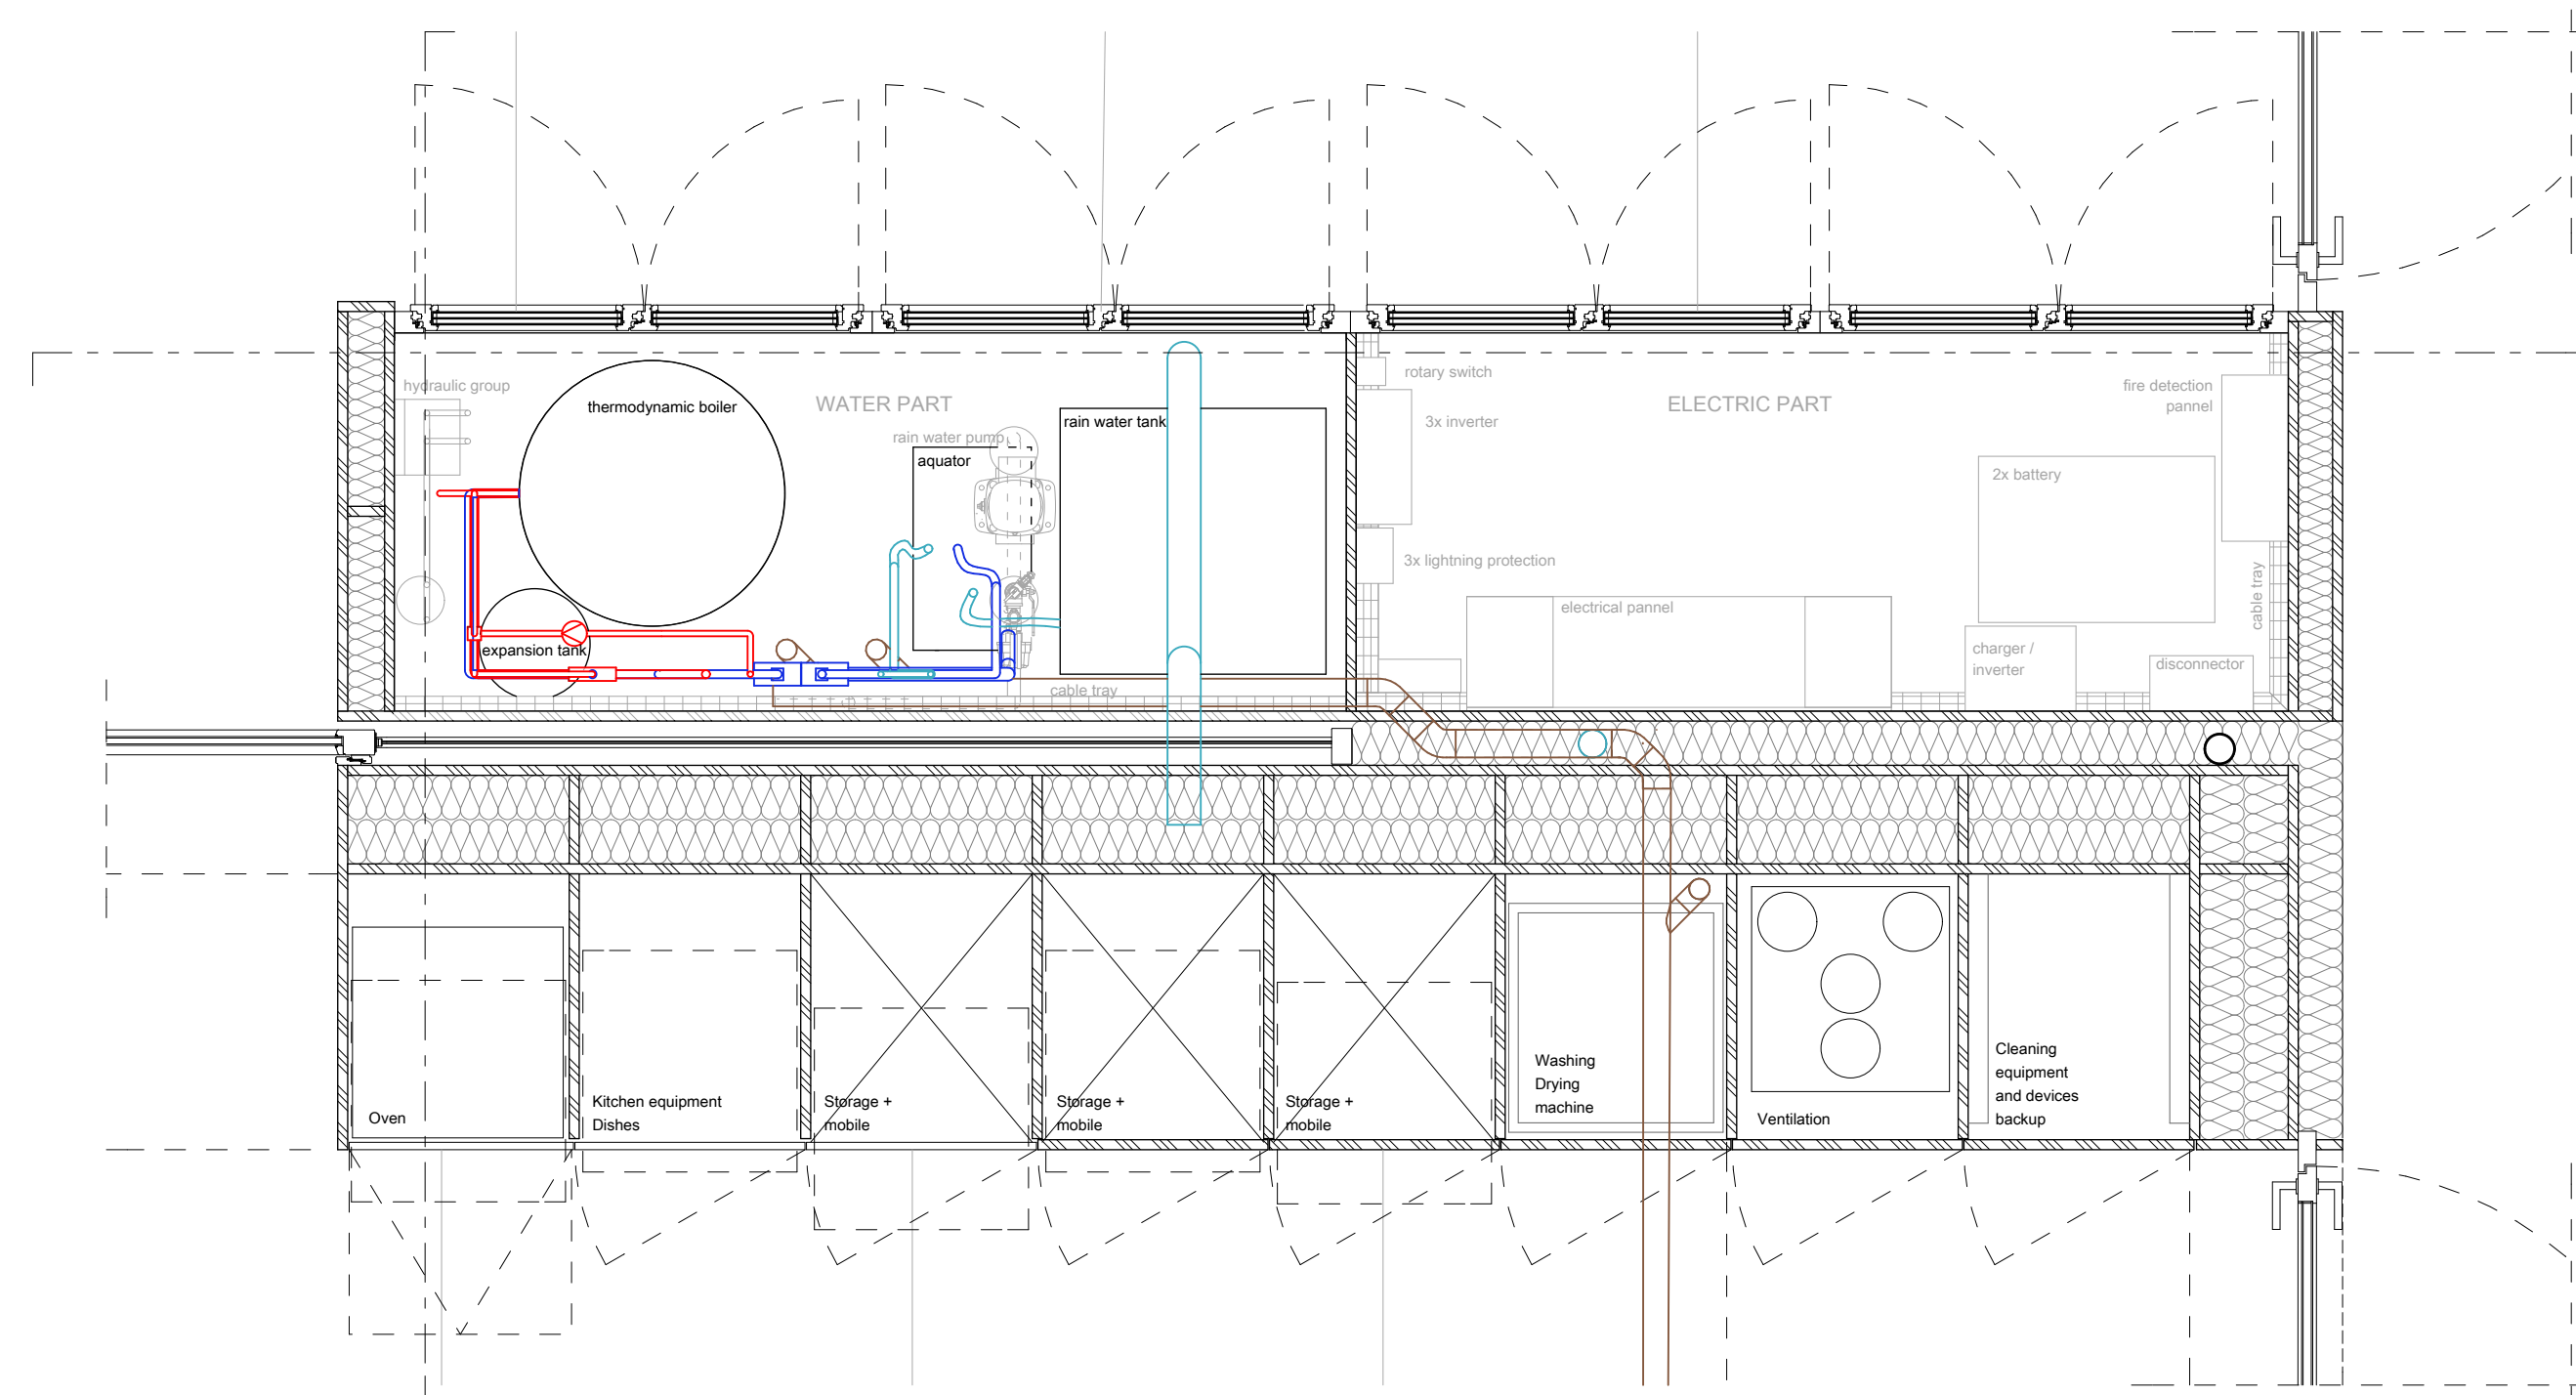 hydraulic group
thermodynamic boiler
WATER PART
rain water pump
aquator
rain water tank
expansion tank
cable tray
rotary switch
3x inverter
ELECTRIC PART
fire detection
pannel
2x battery
3x lightning protection
electrical pannel
cable tray
charger /
inverter
disconnector
Oven
Kitchen equipment
Dishes
Storage +
mobile
Storage +
mobile
Storage +
mobile
Washing
Drying
machine
Ventilation
Cleaning
equipment
and devices
backup